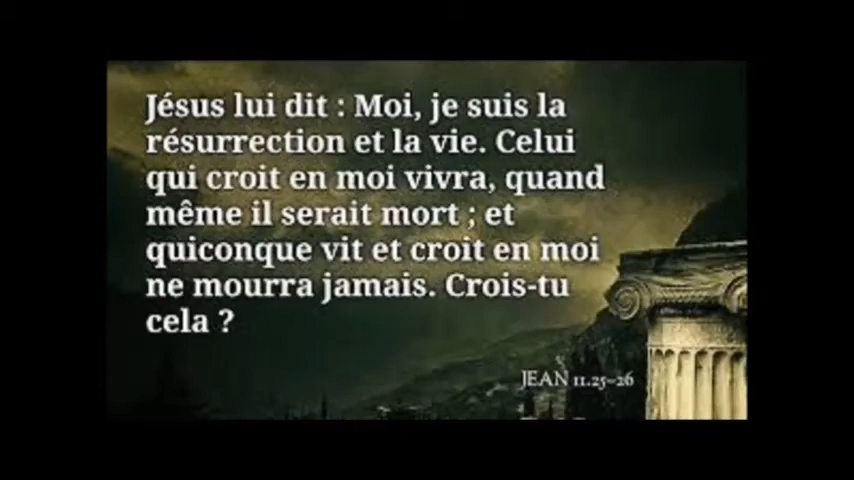 Jésus lui dit : Moi, je suis la
résurrection et la vie. Celui
qui croit en moi vivra, quand
même il serait mort ; et
quiconque vit et croit en moi
ne mourra jamais. Crois-tu
cela ?
JEAN 11.25–26